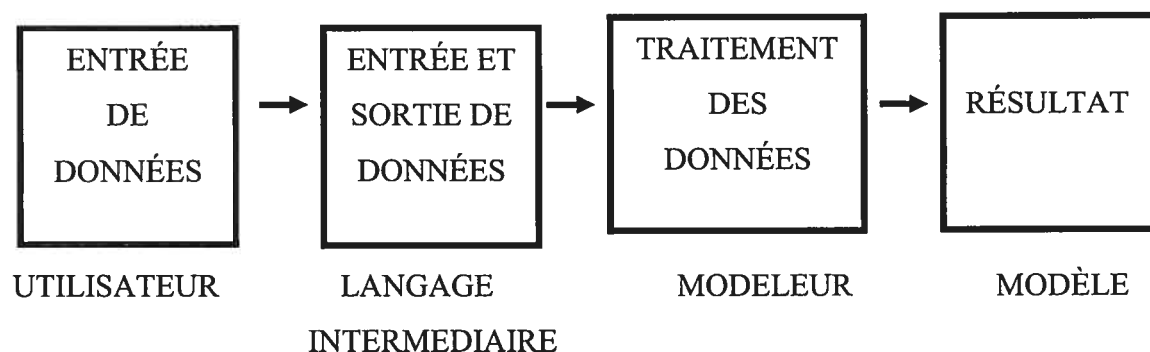 ENTRÉE
DE
DONNÉES
ENTRÉE ET
SORTIE DE
DONNÉES
TRAITEMENT
DES
DONNÉES
RÉSULTAT
UTILISATEUR
LANGAGE
INTERMEDIAIRE
MODELEUR
MODÈLE